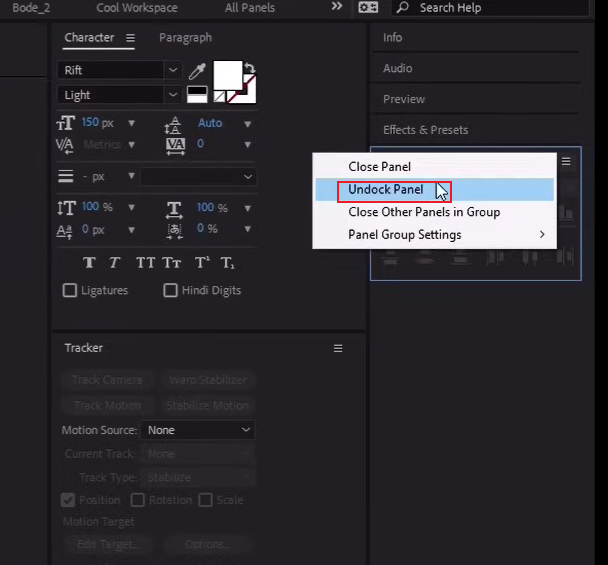 Bode_2 Cool Workspace All Panels Search Help
Character Paragraph
Info
Rift
Audio
Light
Preview
150 px Auto
Effects & Presets
Metrics 0
Close Panel
- px
Undock Panel
100 % 100 %
Close Other Panels in Group
0 px 0 %
Panel Group Settings
T T TT Tт T¹ T₁
Ligatures Hindi Digits
Tracker
Track Camera Warp Stabilizer
Track Motion Stabilize Motion
Motion Source: None
Current Track: None
Track Type: Stabilize
Position Rotation Scale
Motion Target
Edit Target... Options...